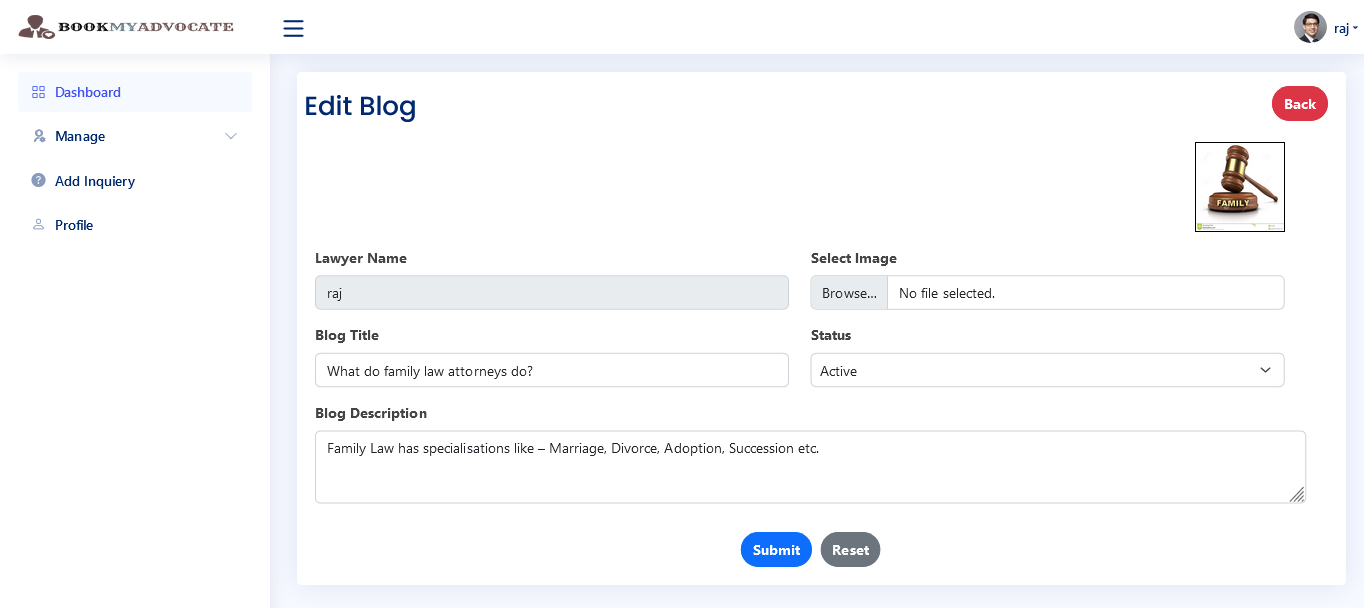 BOOKMYADVOCATE
raj
Dashboard
Manage
Add Inquiery
Profile
Edit Blog
Back
FAMILY
Lawyer Name
Select Image
raj
Browse...
No file selected.
Blog Title
Status
What do family law attorneys do?
Active
Blog Description
Family Law has specialisations like – Marriage, Divorce, Adoption, Succession etc.
Submit
Reset